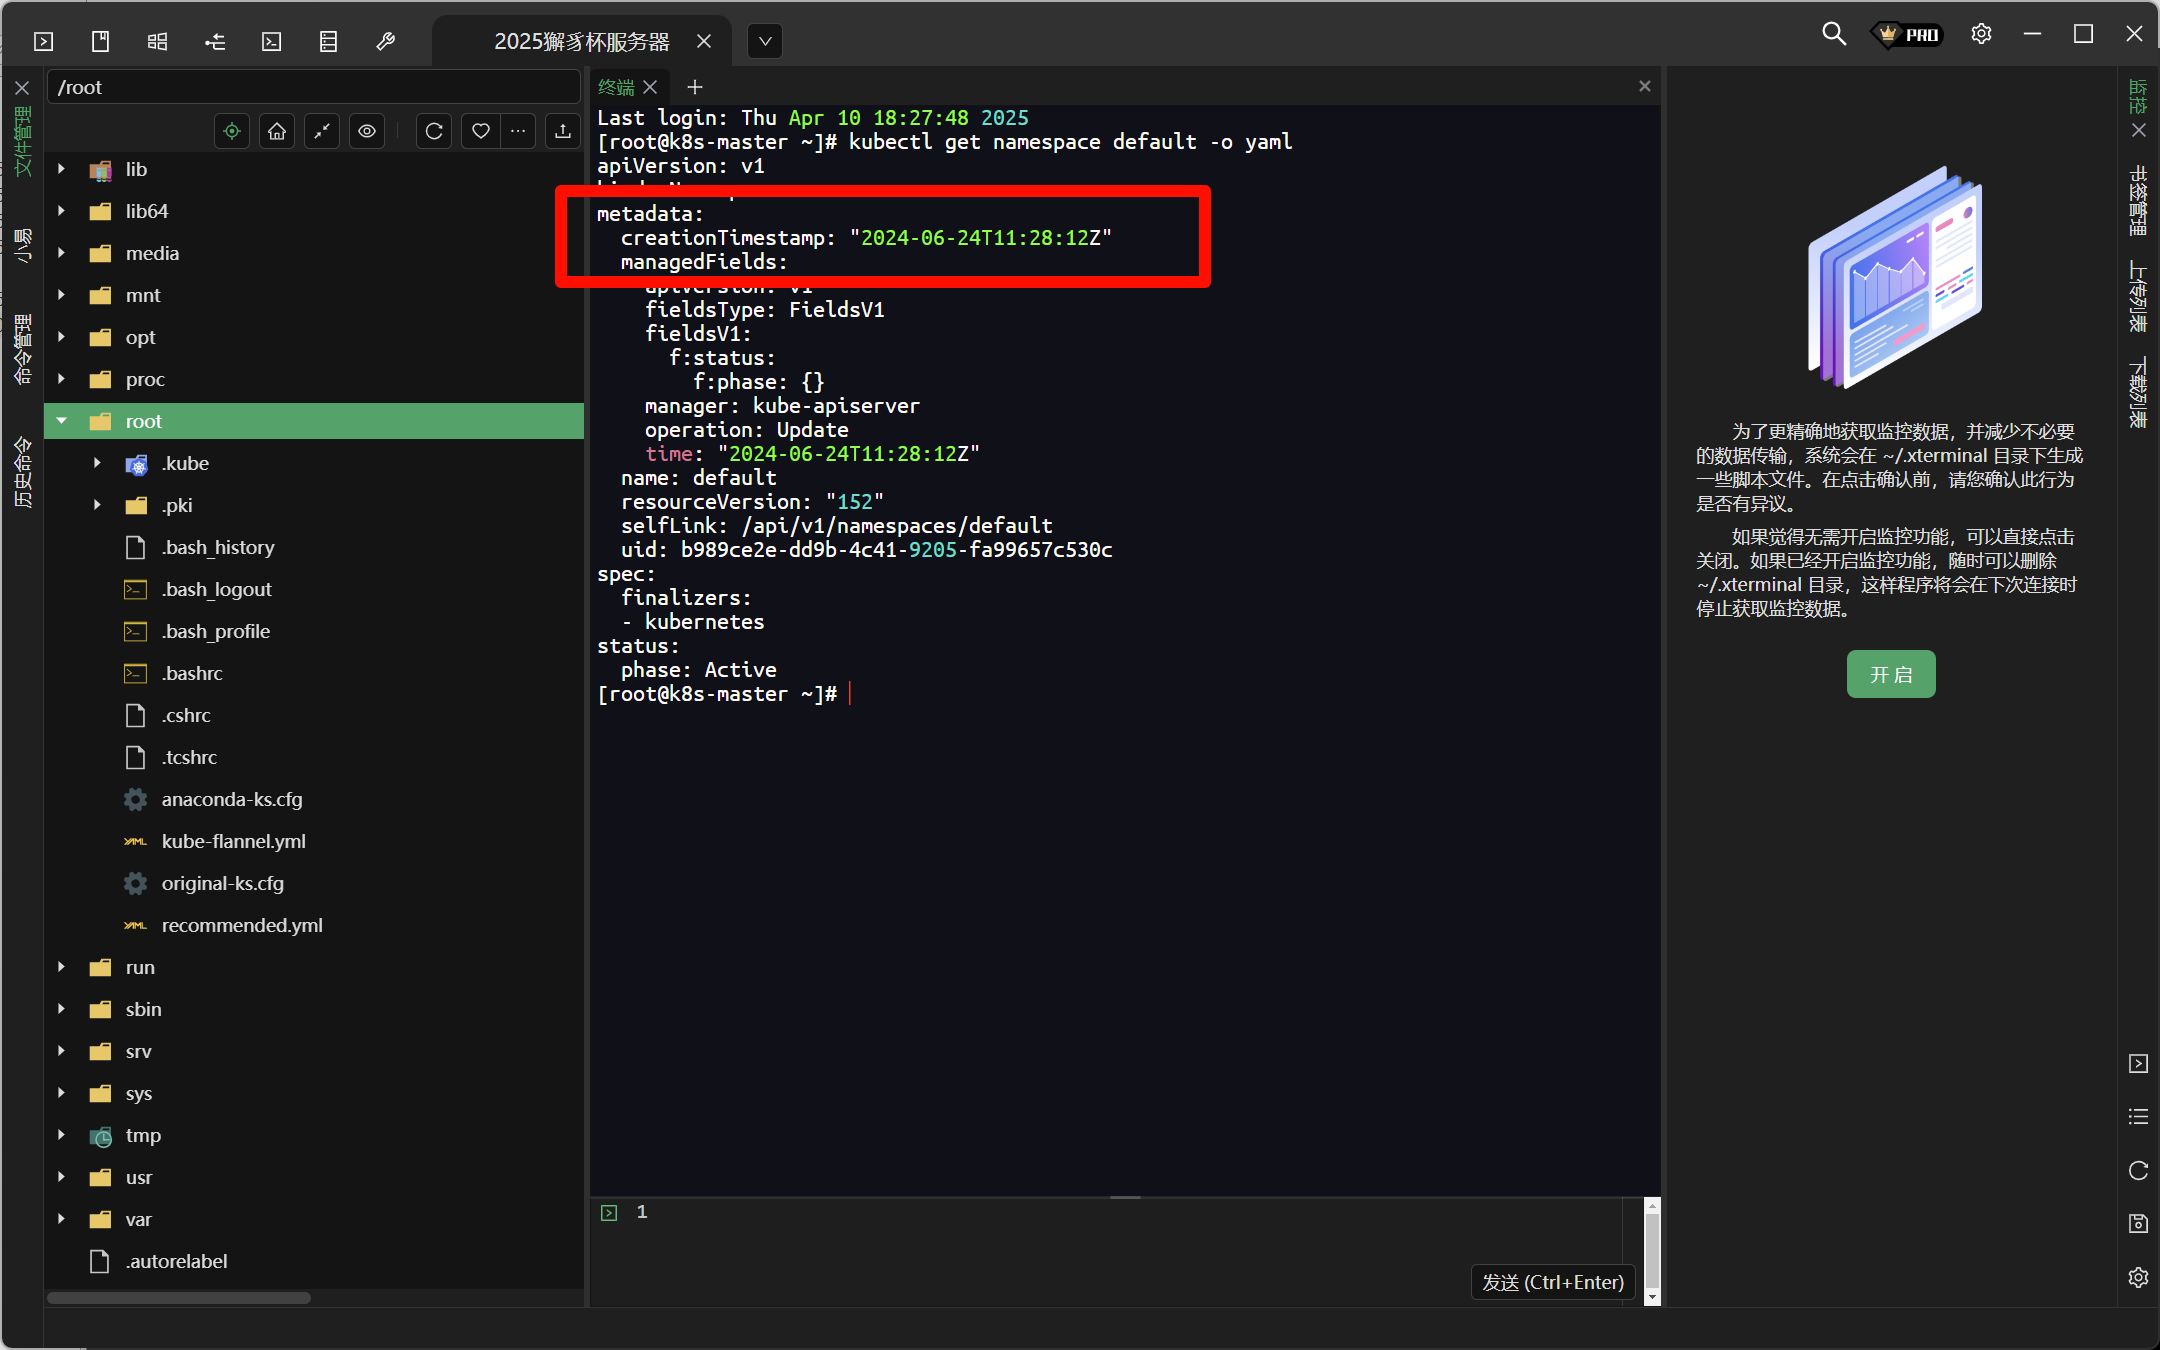 2025獬豸杯服务器
PRO
文件管理
小易
命令管理
历史命令
/root
lib
lib64
media
mnt
opt
proc
root
.kube
.pki
.bash_history
.bash_logout
.bash_profile
.bashrc
.cshrc
.tcshrc
anaconda-ks.cfg
YAML kube-flannel.yml
original-ks.cfg
YAML recommended.yml
run
sbin
srv
sys
tmp
usr
var
.autorelabel
终端
Last login: Thu Apr 10 18:27:48 2025
[root@k8s-master ~]# kubectl get namespace default -o yaml
apiVersion: v1
metadata:
creationTimestamp: "2024-06-24T11:28:12Z"
managedFields:
apiVersion: v1
fieldsType: FieldsV1
fieldsV1:
f:status:
f:phase: {}
manager: kube-apiserver
operation: Update
time: "2024-06-24T11:28:12Z"
name: default
resourceVersion: "152"
selfLink: /api/v1/namespaces/default
uid: b989ce2e-dd9b-4c41-9205-fa99657c530c
spec:
finalizers:
- kubernetes
status:
phase: Active
[root@k8s-master ~]#
1
发送 (Ctrl+Enter)
为了更精确地获取监控数据，并减少不必要
的数据传输，系统会在 ~/.xterminal 目录下生成
一些脚本文件。在点击确认前，请您确认此行为
是否有异议。
如果觉得无需开启监控功能，可以直接点击
关闭。如果已经开启监控功能，随时可以删除
~/.xterminal 目录，这样程序将会在下次连接时
停止获取监控数据。
开启
监控
书签管理
上传列表
下载列表